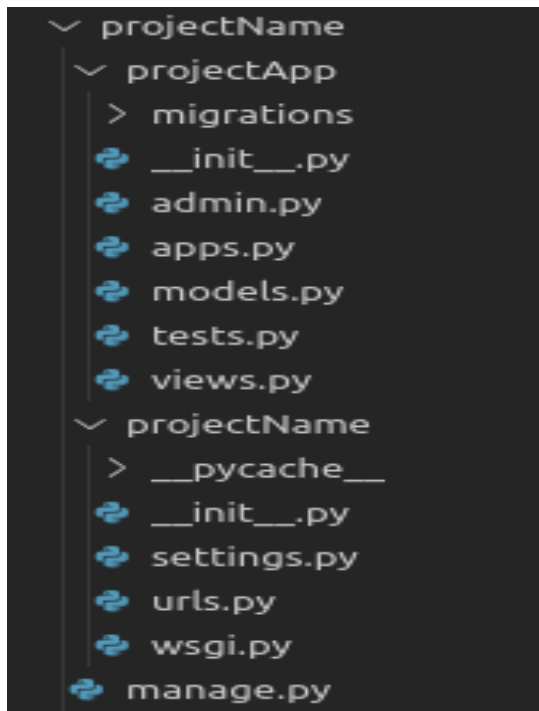 projectName
projectApp
migrations
__init__.py
admin.py
apps.py
models.py
tests.py
views.py
projectName
__pycache__
__init__.py
settings.py
urls.py
wsgi.py
manage.py